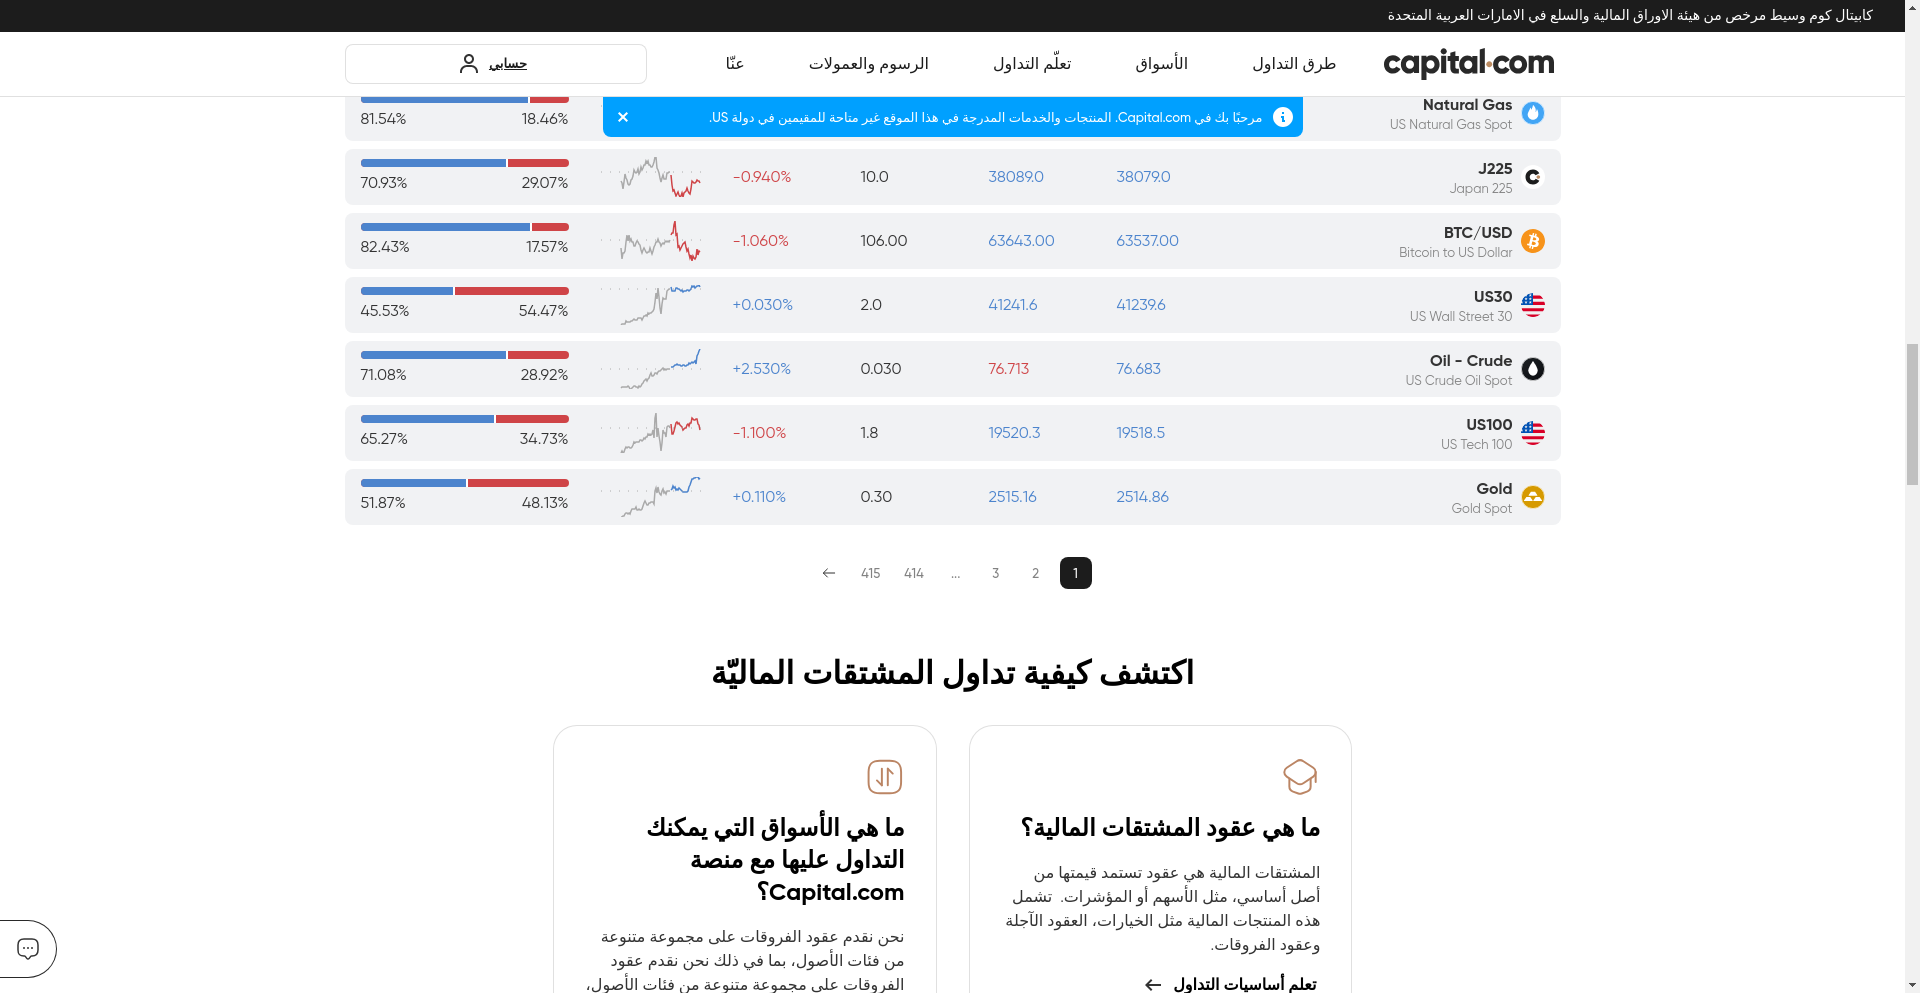 كابيتال كوم وسيط مرخص من هيئة الاوراق المالية والسلع في الامارات العربية المتحدة
capital.com طرق التداول الأسواق تعلّم التداول الرسوم والعمولات عنّا حسابي
مرحبًا بك في Capital.com. المنتجات والخدمات المدرجة في هذا الموقع غير متاحة للمقيمين في دولة US.
Natural Gas
US Natural Gas Spot
18.46% 81.54%
J225
Japan 225
38079.0 38089.0 10.0 -0.940% 29.07% 70.93%
BTC/USD
Bitcoin to US Dollar
63537.00 63643.00 106.00 -1.060% 17.57% 82.43%
US30
US Wall Street 30
41239.6 41241.6 2.0 +0.030% 54.47% 45.53%
Oil - Crude
US Crude Oil Spot
76.683 76.713 0.030 +2.530% 28.92% 71.08%
US100
US Tech 100
19518.5 19520.3 1.8 -1.100% 34.73% 65.27%
Gold
Gold Spot
2514.86 2515.16 0.30 +0.110% 48.13% 51.87%
1 2 3 ... 414 415
اكتشف كيفية تداول المشتقات الماليّة
ما هي عقود المشتقات المالية؟
المشتقات المالية هي عقود تستمد قيمتها من
أصل أساسي، مثل الأسهم أو المؤشرات. تشمل
هذه المنتجات المالية مثل الخيارات، العقود الآجلة
وعقود الفروقات.
تعلم أساسيات التداول
ما هي الأسواق التي يمكنك
التداول عليها مع منصة
Capital.com؟
نحن نقدم عقود الفروقات على مجموعة متنوعة
من فئات الأصول، بما في ذلك نحن نقدم عقود
الفروقات على مجموعة متنوعة من فئات الأصول،